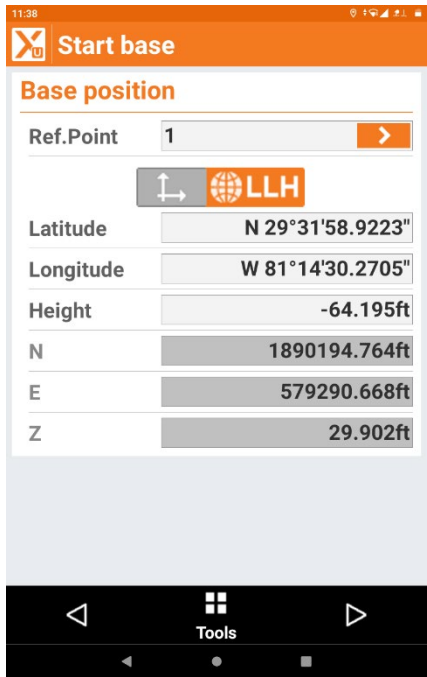 11:38
Xu Start base
Base position
Ref.Point 1
LLH
Latitude N 29°31'58.9223"
Longitude W 81°14'30.2705"
Height -64.195ft
N 1890194.764ft
E 579290.668ft
Z 29.902ft
Tools